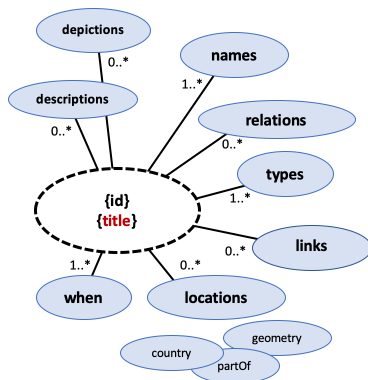 depictions
0..*
names
1..*
descriptions
0..*
relations
0..*
types
1..*
{id}
{title}
links
0..*
1..*
when
0..*
locations
geometry
country
partOf